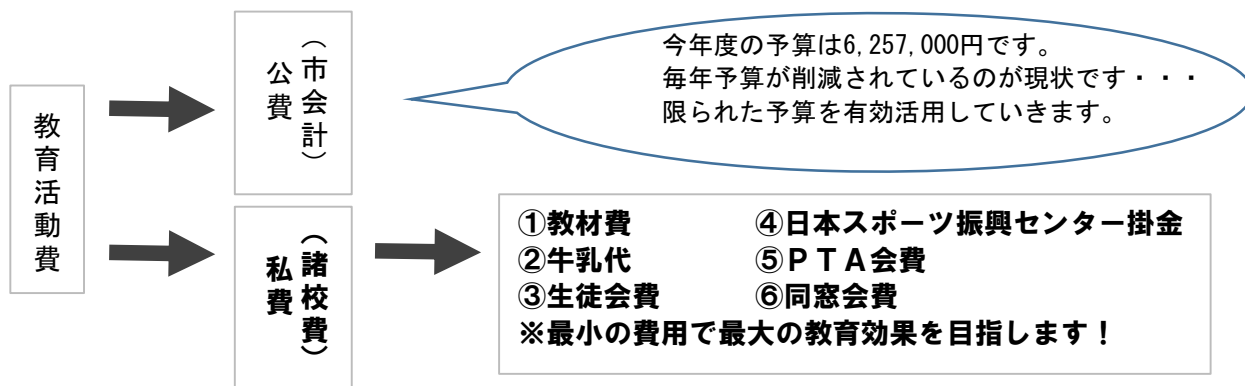 教育活動費
公費
（市会計）
今年度の予算は6,257,000円です。
毎年予算が削減されているのが現状です・・・
限られた予算を有効活用していきます。
私費
（諸校費）
①教材費　④日本スポーツ振興センター掛金
②牛乳代　⑤ＰＴＡ会費
③生徒会費　⑥同窓会費
※最小の費用で最大の教育効果を目指します！